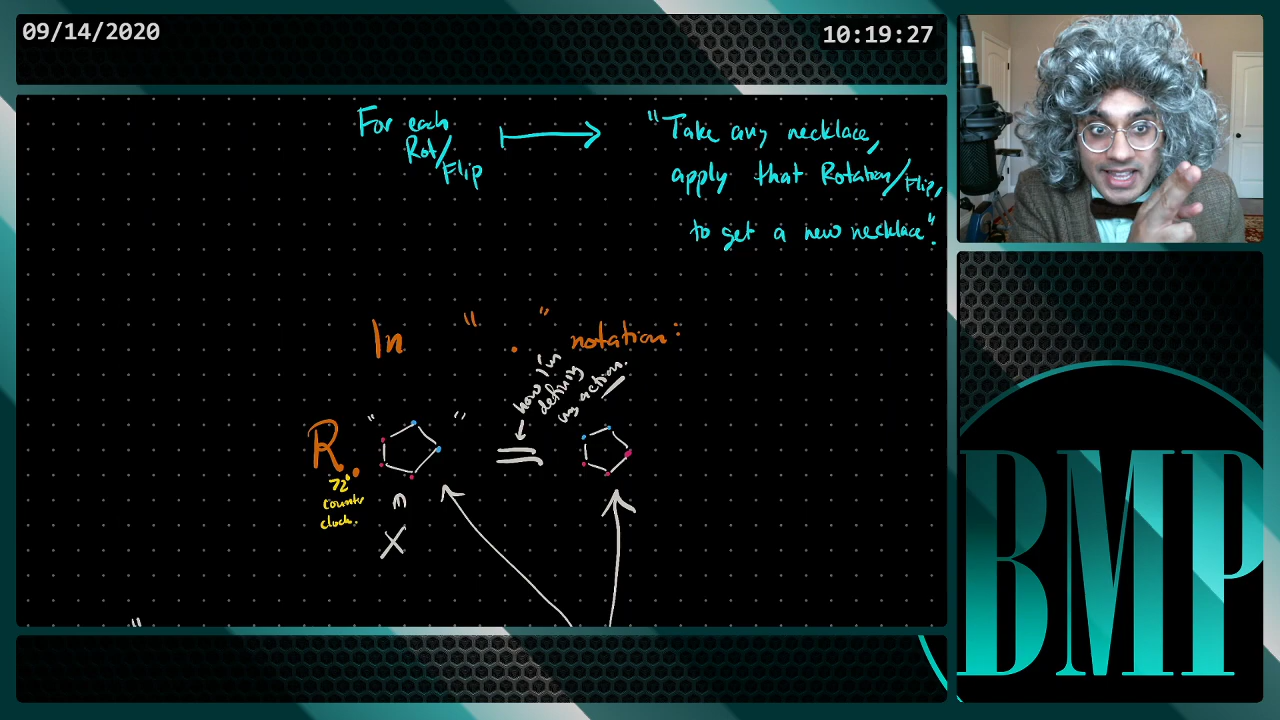 09/14/2020
10:19:27
For each
Rot/
Flip
"Take any necklace,
apply that Rotation/Flip,
to get a new necklace".
In " . " notation:
how I'm
defining
my action.
R.
" "
=
72°
counter
clock.
X
"
BMP